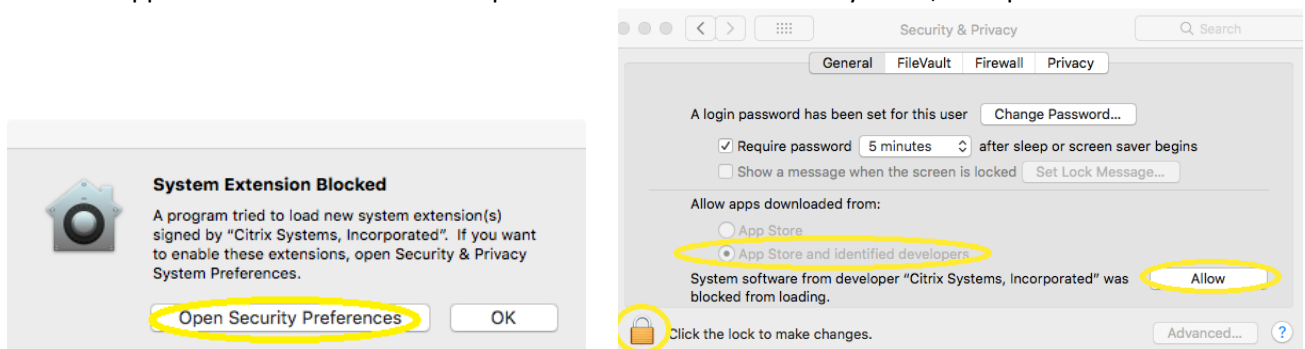 System Extension Blocked
A program tried to load new system extension(s)
signed by “Citrix Systems, Incorporated”. If you want
to enable these extensions, open Security & Privacy
System Preferences.
Open Security Preferences
OK
Security & Privacy
Search
General FileVault Firewall Privacy
A login password has been set for this user Change Password...
Require password 5 minutes after sleep or screen saver begins
Show a message when the screen is locked Set Lock Message...
Allow apps downloaded from:
App Store
App Store and identified developers
System software from developer “Citrix Systems, Incorporated” was
blocked from loading.
Allow
Click the lock to make changes.
Advanced...
?